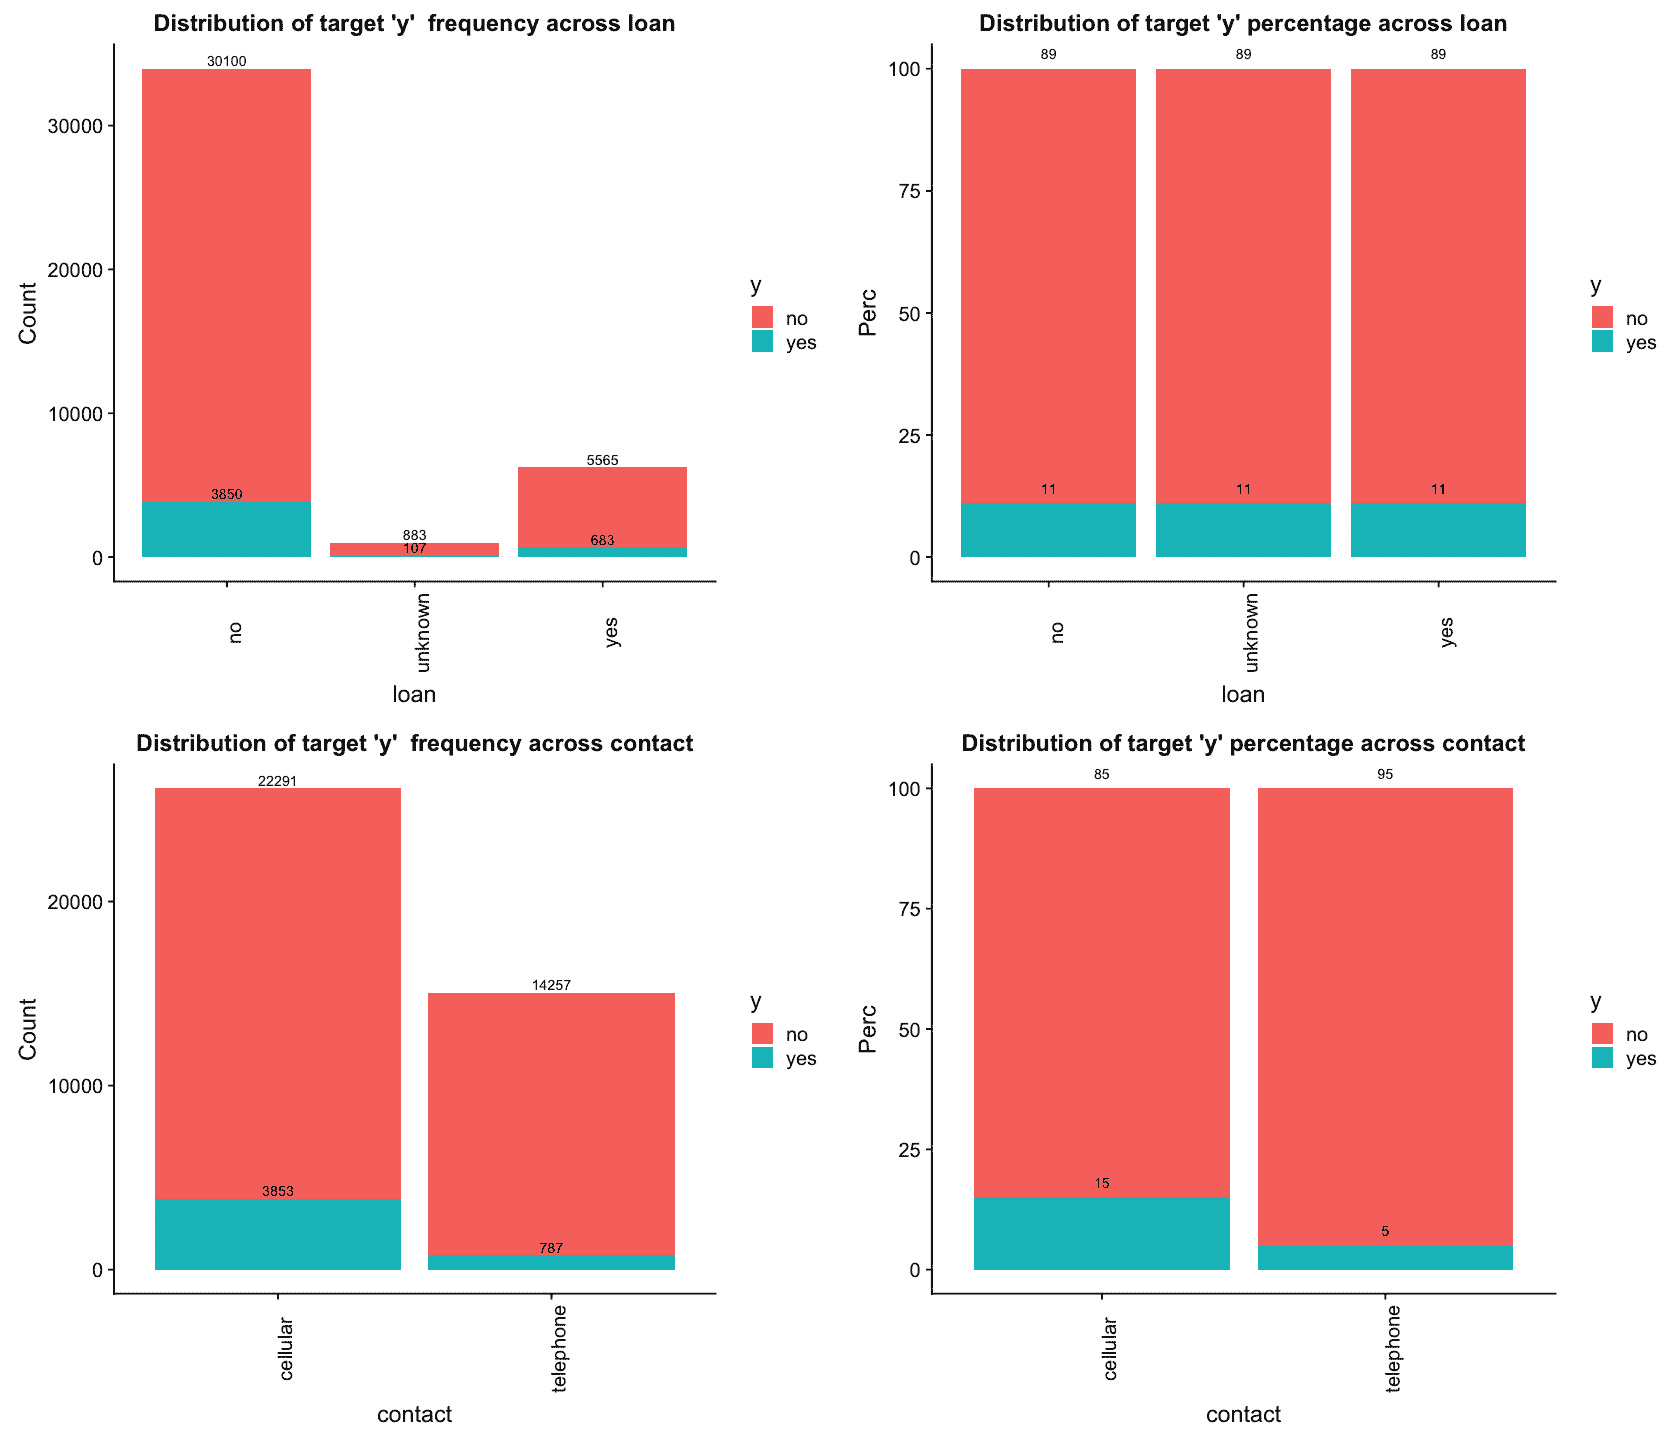 Distribution of target 'y'  frequency across loan
30100
3850
883
107
5565
683
30000
20000
10000
0
Count
no
unknown
yes
loan
y
no
yes
Distribution of target 'y' percentage across loan
89
89
89
11
11
11
100
75
50
25
0
Perc
no
unknown
yes
loan
y
no
yes
Distribution of target 'y'  frequency across contact
22291
3853
14257
787
20000
10000
0
Count
cellular
telephone
contact
y
no
yes
Distribution of target 'y' percentage across contact
85
95
15
5
100
75
50
25
0
Perc
cellular
telephone
contact
y
no
yes